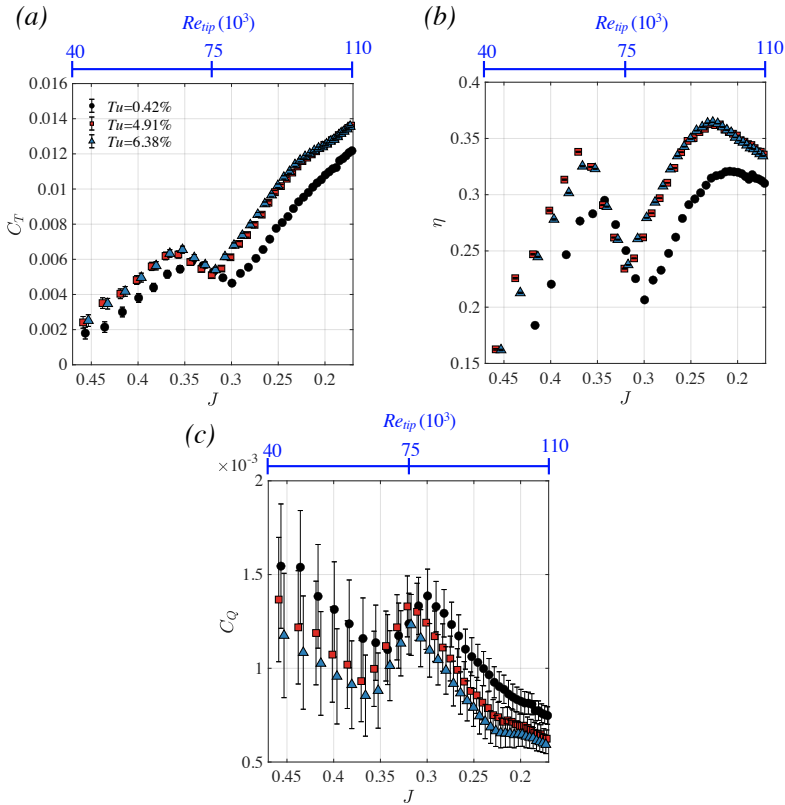 (a)
Re_tip (10^3)
40 75 110
0.016
0.014
0.012
0.01
0.008
0.006
0.004
0.002
0
C_T
Tu=0.42%
Tu=4.91%
Tu=6.38%
0.45 0.4 0.35 0.3 0.25 0.2
J
(b)
Re_tip (10^3)
40 75 110
0.4
0.35
0.3
0.25
0.2
0.15
η
0.45 0.4 0.35 0.3 0.25 0.2
J
(c)
Re_tip (10^3)
40 75 110
×10^-3
2
1.5
1
0.5
C_Q
0.45 0.4 0.35 0.3 0.25 0.2
J